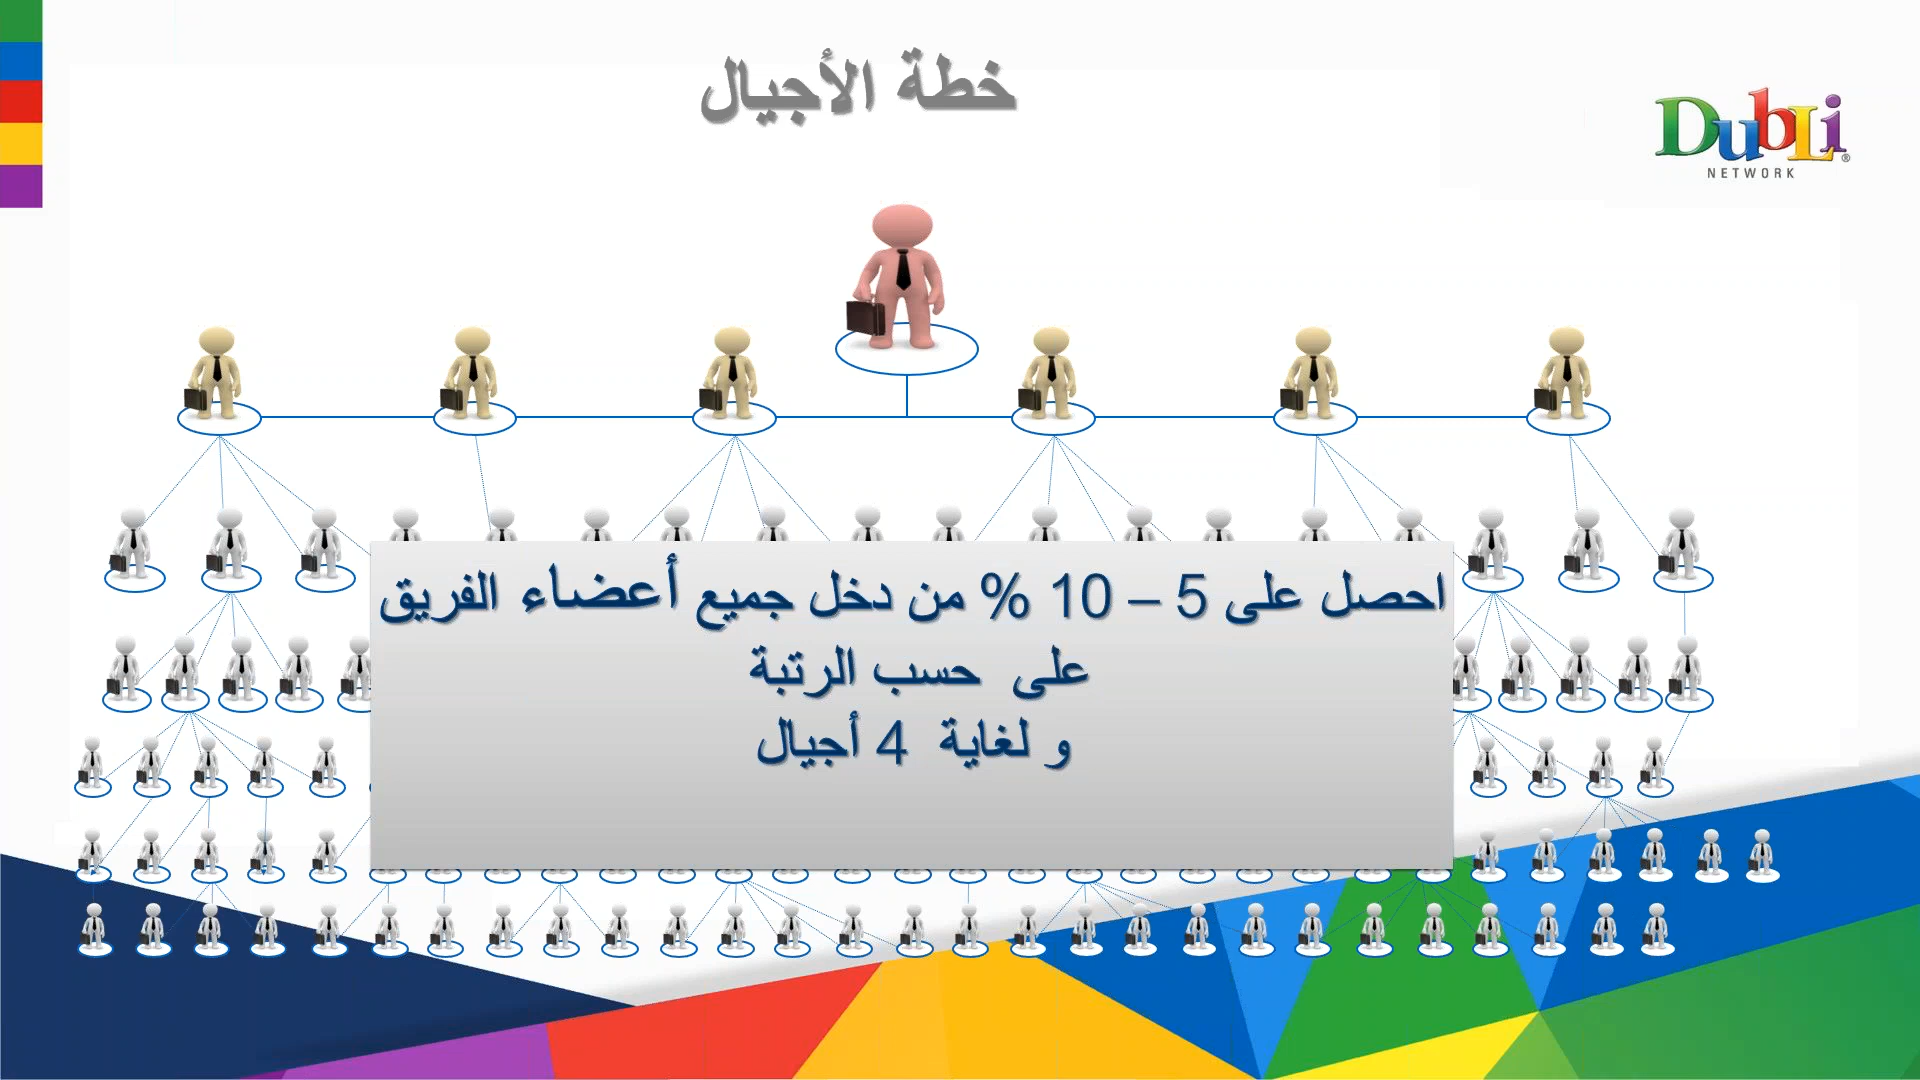 خطة الأجيال
DubLi®
NETWORK
احصل على 5 – 10 % من دخل جميع أعضاء الفريق
على حسب الرتبة
و لغاية 4 أجيال